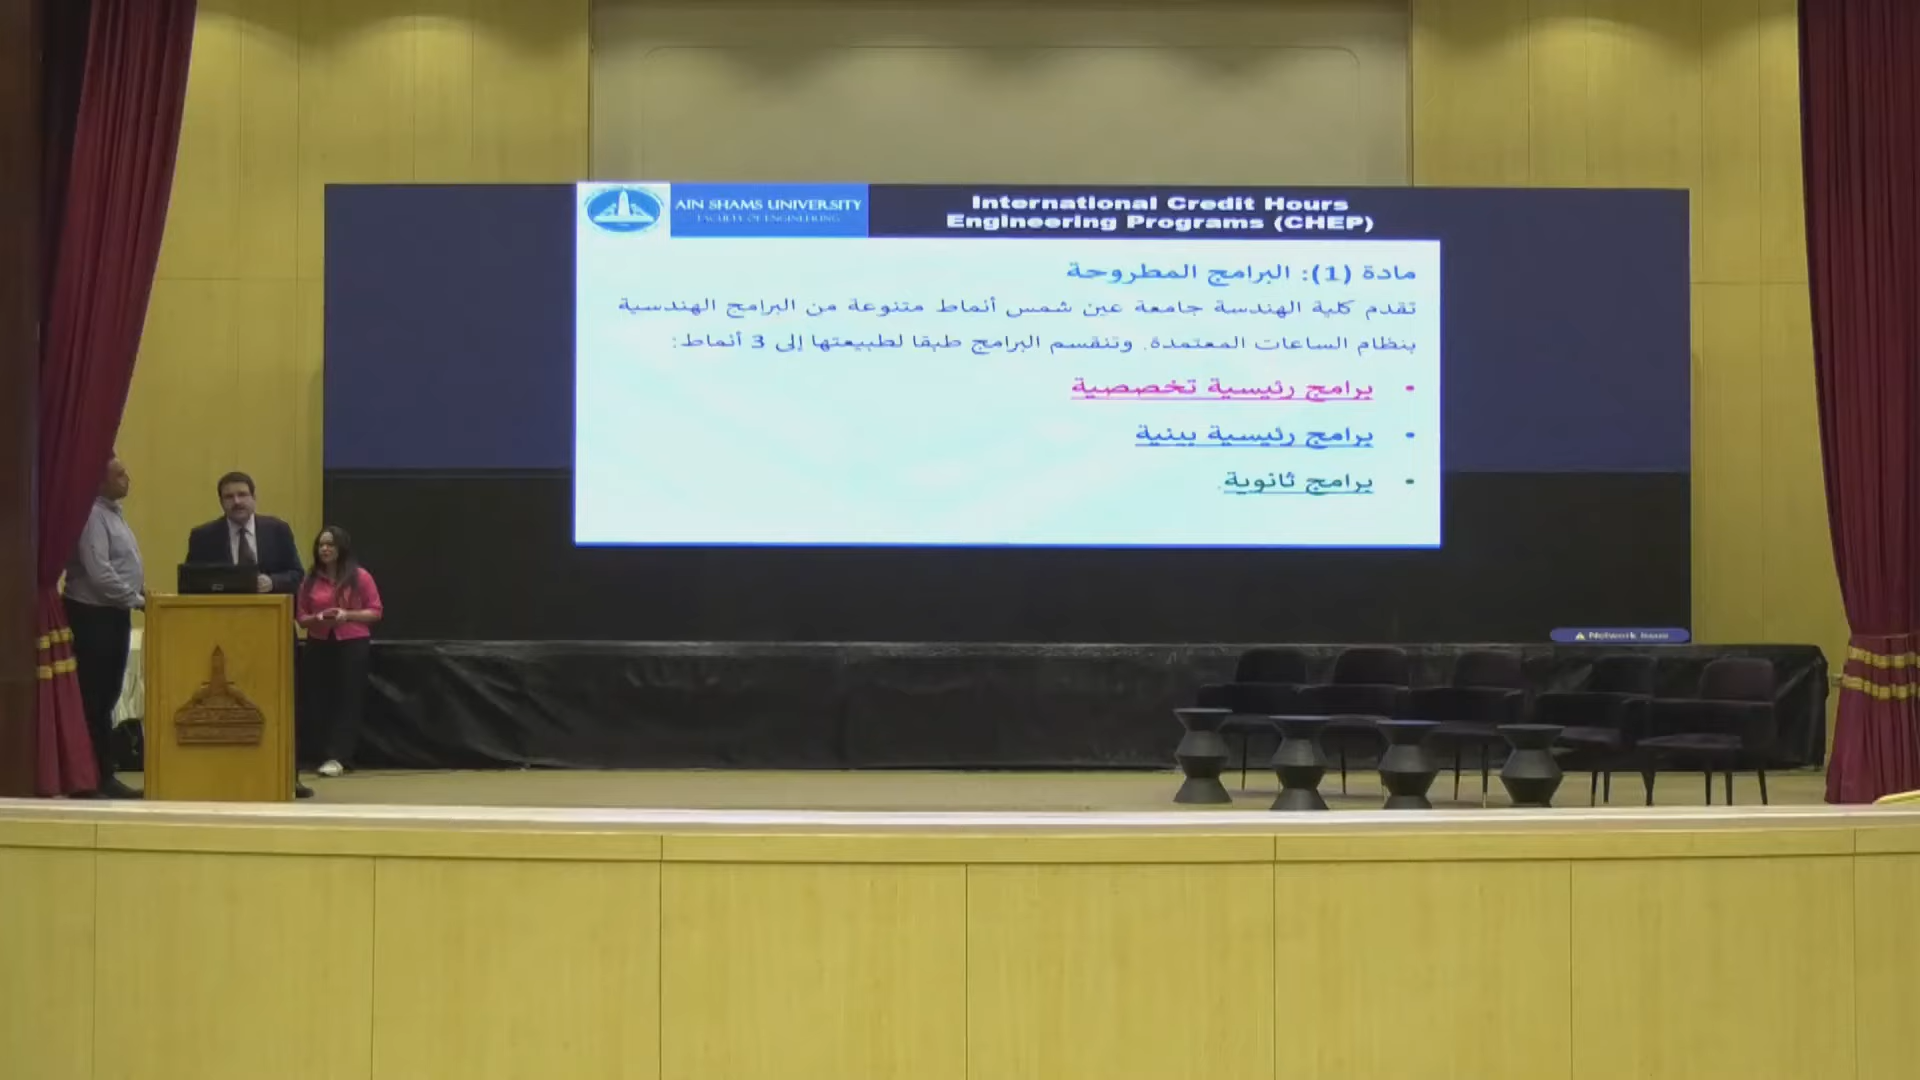 AIN SHAMS UNIVERSITY
FACULTY OF ENGINEERING
International Credit Hours
Engineering Programs (CHEP)
مادة (1): البرامج المطروحة
تقدم كلية الهندسة جامعة عين شمس أنماط متنوعة من البرامج الهندسية
بنظام الساعات المعتمدة. وتنقسم البرامج طبقا لطبيعتها إلى 3 أنماط:
• برامج رئيسية تخصصية
• برامج رئيسية بينية
• برامج ثانوية.
Network Issue